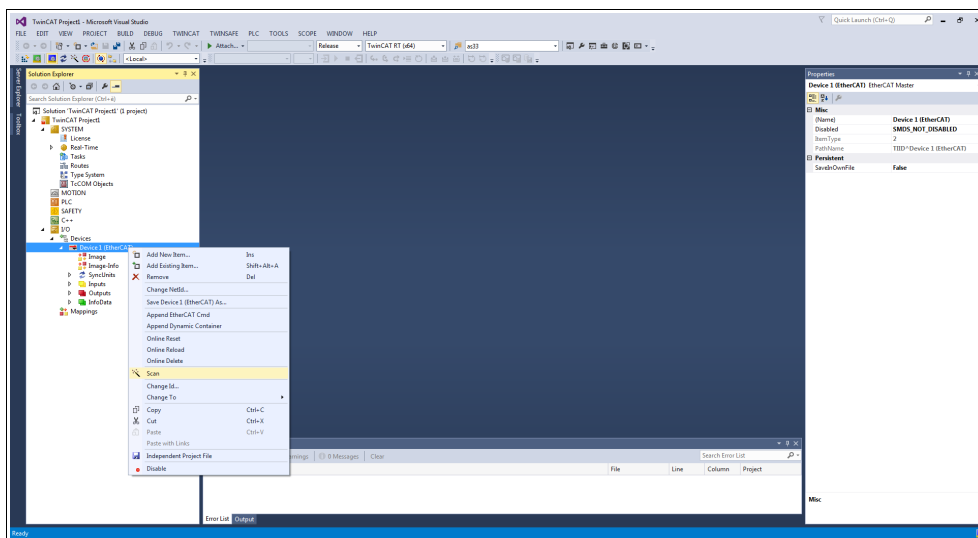 TwinCAT Project1 - Microsoft Visual Studio
Quick Launch (Ctrl+Q)
FILE EDIT VIEW PROJECT BUILD DEBUG TWINCAT TWINSAFE PLC TOOLS SCOPE WINDOW HELP
Attach... Release TwinCAT RT (x64) as33
<Local>
Server Explorer
Toolbox
Solution Explorer
Search Solution Explorer (Ctrl+é)
Solution 'TwinCAT Project1' (1 project)
TwinCAT Project1
SYSTEM
License
Real-Time
Tasks
Routes
Type System
TcCOM Objects
MOTION
PLC
SAFETY
C++
I/O
Devices
Device 1 (EtherCAT)
Image
Image-Info
SyncUnits
Inputs
Outputs
InfoData
Mappings
Add New Item... Ins
Add Existing Item... Shift+Alt+A
Remove Del
Change NetId...
Save Device 1 (EtherCAT) As...
Append EtherCAT Cmd
Append Dynamic Container
Online Reset
Online Reload
Online Delete
Scan
Change Id...
Change To
Copy Ctrl+C
Cut Ctrl+X
Paste Ctrl+V
Paste with Links
Independent Project File
Disable
0 Messages Clear
Search Error List
File Line Column Project
Error List Output
Properties
Device 1 (EtherCAT) EtherCAT Master
Misc
(Name) Device 1 (EtherCAT)
Disabled SMDS_NOT_DISABLED
ItemType 2
PathName TIID^Device 1 (EtherCAT)
Persistent
SaveInOwnFile False
Misc
Ready